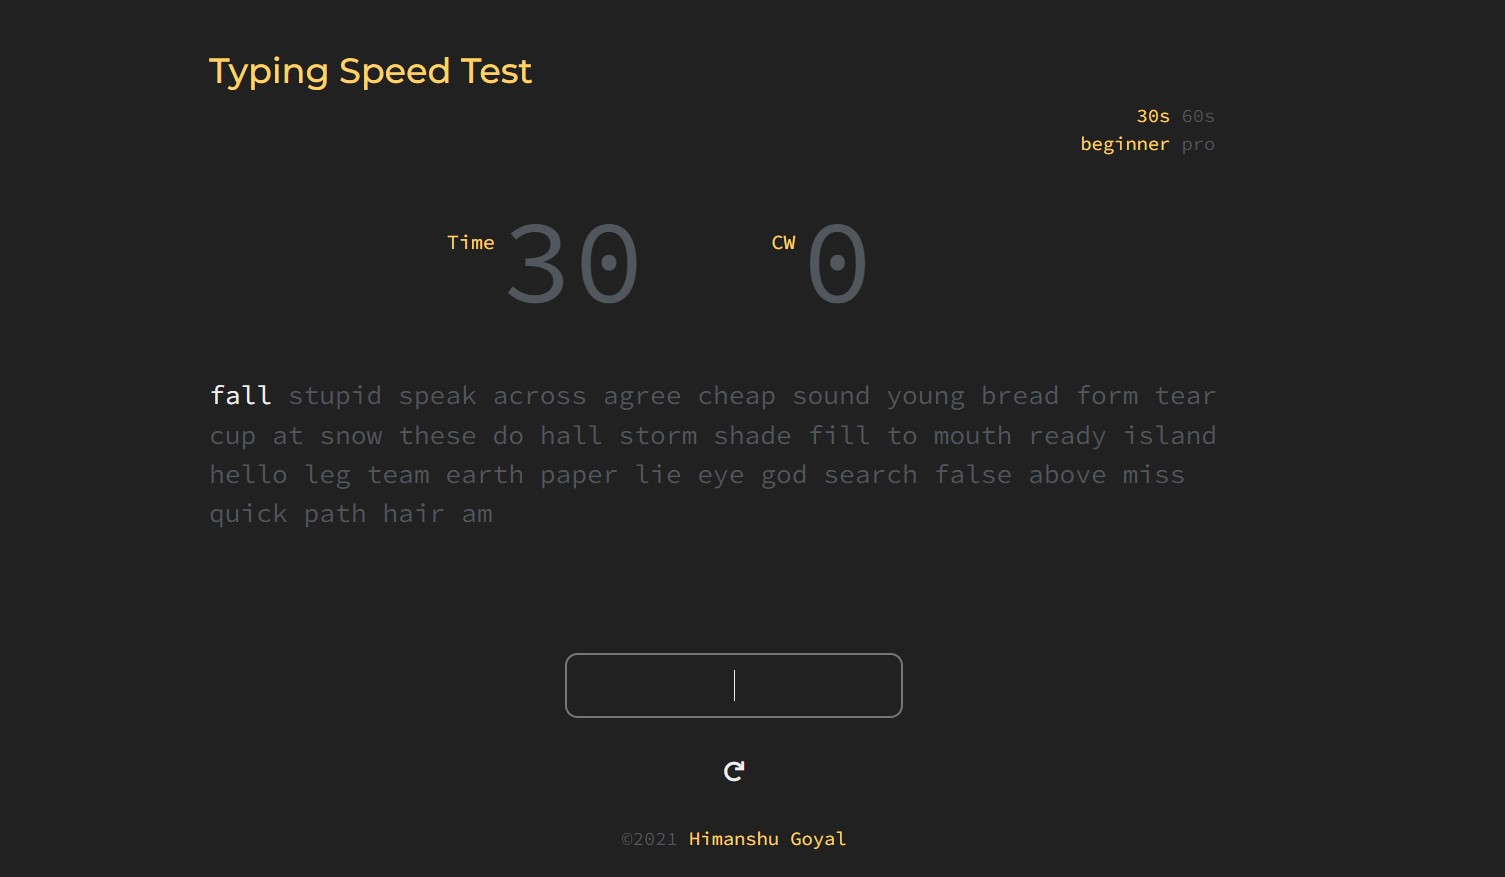 Typing Speed Test
30s 60s
beginner pro
Time 30 CW 0
fall stupid speak across agree cheap sound young bread form tear
cup at snow these do hall storm shade fill to mouth ready island
hello leg team earth paper lie eye god search false above miss
quick path hair am
©2021 Himanshu Goyal